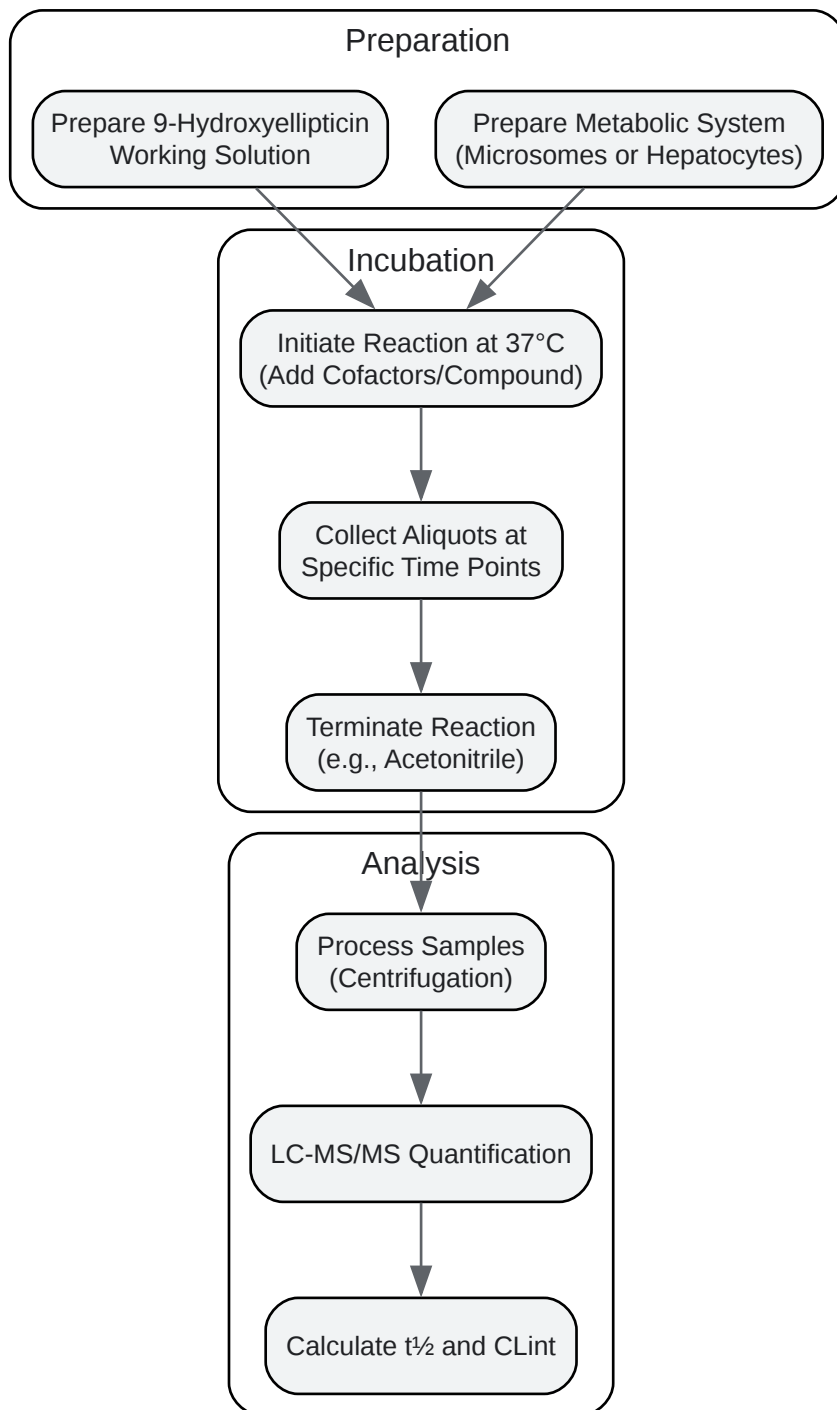 Preparation
Prepare 9-Hydroxyellipticin
Working Solution
Prepare Metabolic System
(Microsomes or Hepatocytes)
Incubation
Initiate Reaction at 37°C
(Add Cofactors/Compound)
Collect Aliquots at
Specific Time Points
Terminate Reaction
(e.g., Acetonitrile)
Analysis
Process Samples
(Centrifugation)
LC-MS/MS Quantification
Calculate t½ and CLint